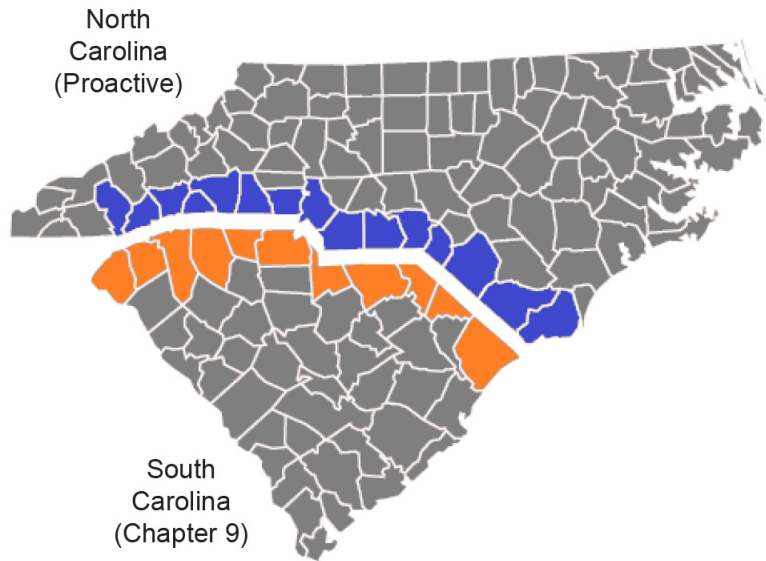 North
Carolina
(Proactive)
South
Carolina
(Chapter 9)